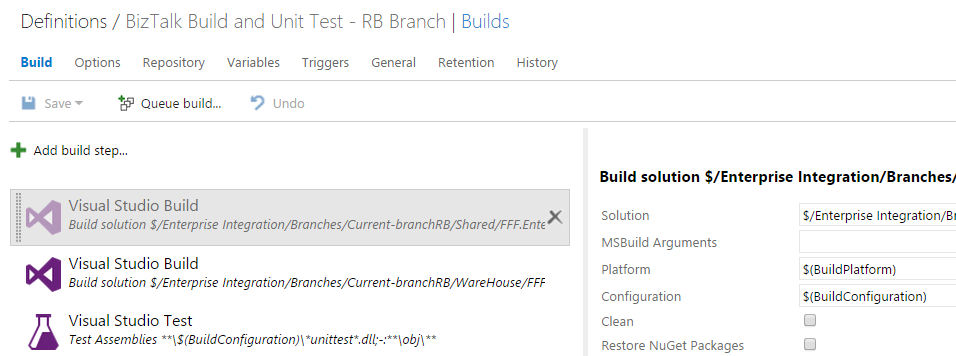 Definitions / BizTalk Build and Unit Test - RB Branch | Builds
Build Options Repository Variables Triggers General Retention History
Save Queue build... Undo
Add build step...
Visual Studio Build
Build solution $/Enterprise Integration/Branches/Current-branchRB/Shared/FFF.Ente
Visual Studio Build
Build solution $/Enterprise Integration/Branches/Current-branchRB/WareHouse/FFF
Visual Studio Test
Test Assemblies **\$(BuildConfiguration)\*unittest*.dll;-:**\obj\**
Build solution $/Enterprise Integration/Branches/
Solution $/Enterprise Integration/Br
MSBuild Arguments
Platform $(BuildPlatform)
Configuration $(BuildConfiguration)
Clean
Restore NuGet Packages